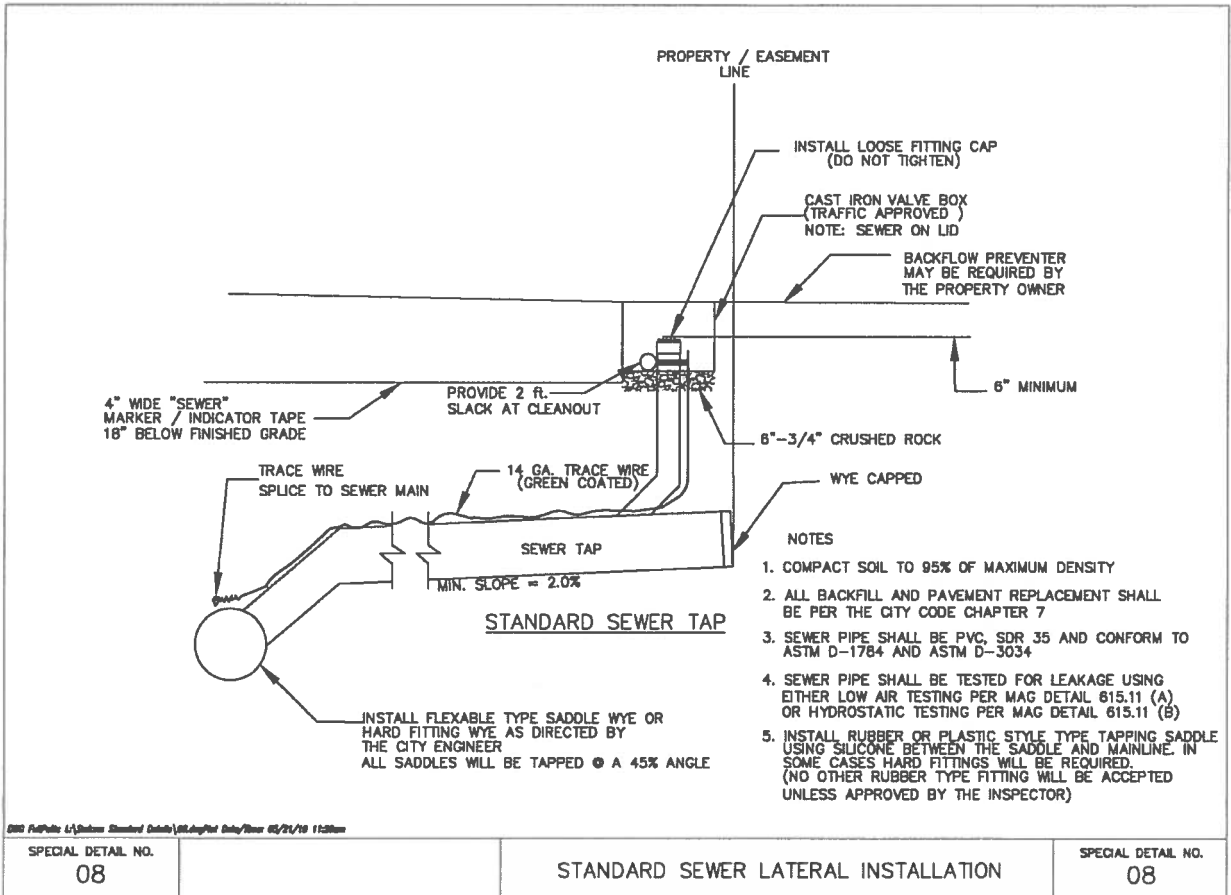 PROPERTY / EASEMENT
LINE
INSTALL LOOSE FITTING CAP
(DO NOT TIGHTEN)
CAST IRON VALVE BOX
(TRAFFIC APPROVED )
NOTE: SEWER ON LID
BACKFLOW PREVENTER
MAY BE REQUIRED BY
THE PROPERTY OWNER
6" MINIMUM
4" WIDE "SEWER"
MARKER / INDICATOR TAPE
18" BELOW FINISHED GRADE
PROVIDE 2 ft.
SLACK AT CLEANOUT
6"-3/4" CRUSHED ROCK
TRACE WIRE
SPLICE TO SEWER MAIN
14 GA. TRACE WIRE
(GREEN COATED)
WYE CAPPED
SEWER TAP
MIN. SLOPE = 2.0%
STANDARD SEWER TAP
INSTALL FLEXABLE TYPE SADDLE WYE OR
HARD FITTING WYE AS DIRECTED BY
THE CITY ENGINEER
ALL SADDLES WILL BE TAPPED @ A 45% ANGLE
NOTES
1. COMPACT SOIL TO 95% OF MAXIMUM DENSITY
2. ALL BACKFILL AND PAVEMENT REPLACEMENT SHALL
BE PER THE CITY CODE CHAPTER 7
3. SEWER PIPE SHALL BE PVC, SDR 35 AND CONFORM TO
ASTM D-1784 AND ASTM D-3034
4. SEWER PIPE SHALL BE TESTED FOR LEAKAGE USING
EITHER LOW AIR TESTING PER MAG DETAIL 615.11 (A)
OR HYDROSTATIC TESTING PER MAG DETAIL 615.11 (B)
5. INSTALL RUBBER OR PLASTIC STYLE TYPE TAPPING SADDLE
USING SILICONE BETWEEN THE SADDLE AND MAINLINE. IN
SOME CASES HARD FITTINGS WILL BE REQUIRED.
(NO OTHER RUBBER TYPE FITTING WILL BE ACCEPTED
UNLESS APPROVED BY THE INSPECTOR)
SPECIAL DETAIL NO.
08
STANDARD SEWER LATERAL INSTALLATION
SPECIAL DETAIL NO.
08